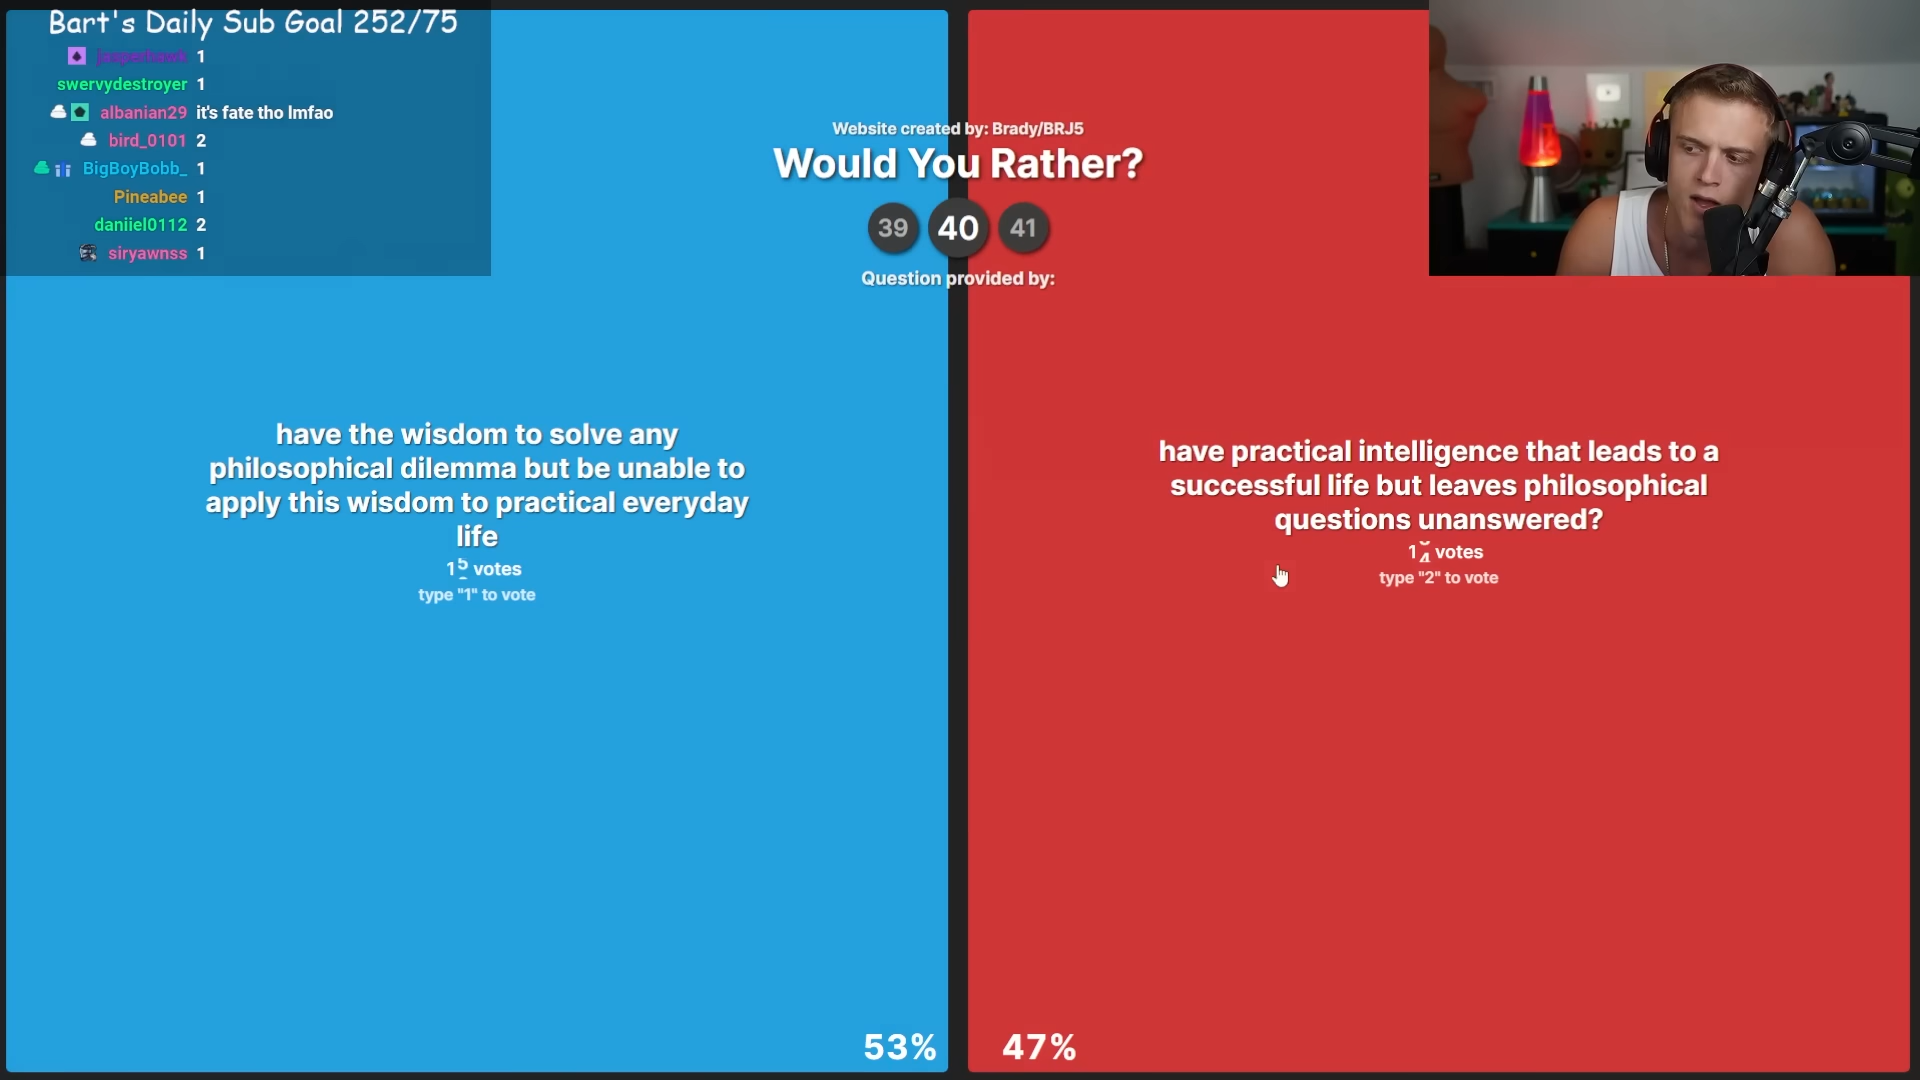 Bart's Daily Sub Goal 252/75
1
swervydestroyer 1
albanian29 it's fate tho lmfao
bird_0101 2
BigBoyBobb_ 1
Pineabee 1
daniiel0112 2
siryawnss 1
Website created by: Brady/BRJ5
Would You Rather?
39 40 41
Question provided by:
have the wisdom to solve any
philosophical dilemma but be unable to
apply this wisdom to practical everyday
life
votes
type "1" to vote
have practical intelligence that leads to a
successful life but leaves philosophical
questions unanswered?
votes
type "2" to vote
53%
47%